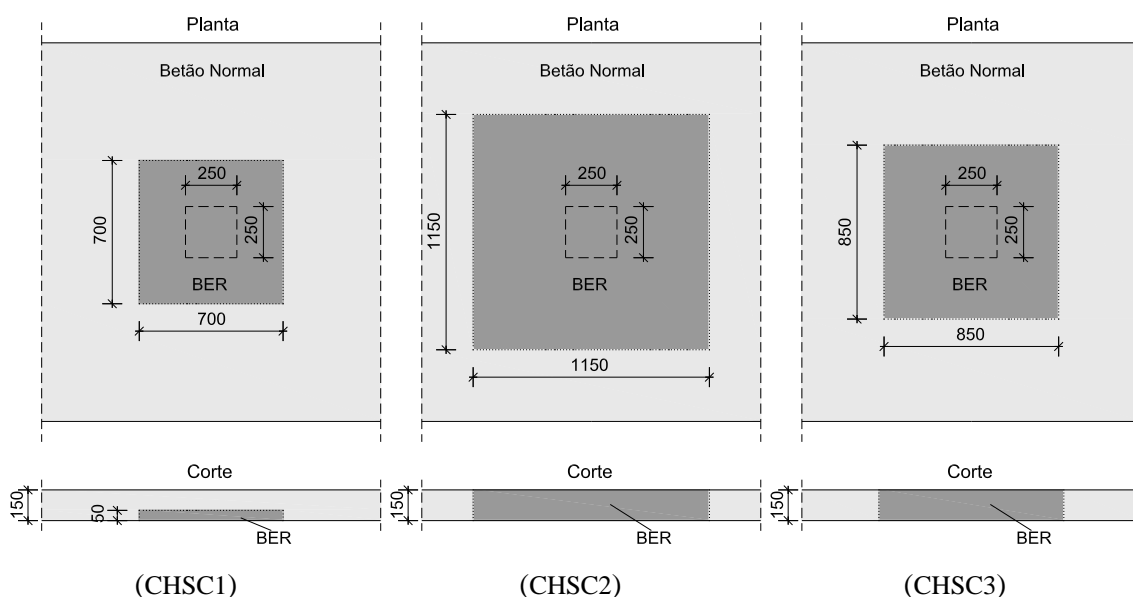 Planta
Betão Normal
250
250
700
BER
700
Corte
150
50
BER
(CHSC1)
Planta
Betão Normal
250
250
1150
BER
1150
Corte
150
BER
(CHSC2)
Planta
Betão Normal
250
250
850
BER
850
Corte
150
BER
(CHSC3)